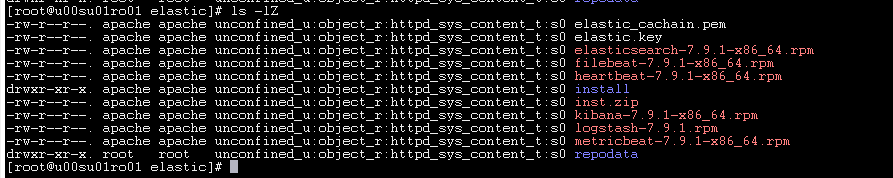 [root@u00su01ro01 elastic]# ls -lZ
-rw-r--r--. apache apache unconfined_u:object_r:httpd_sys_content_t:s0 elastic_cachain.pem
-rw-r--r--. apache apache unconfined_u:object_r:httpd_sys_content_t:s0 elastic.key
-rw-r--r--. apache apache unconfined_u:object_r:httpd_sys_content_t:s0 elasticsearch-7.9.1-x86_64.rpm
-rw-r--r--. apache apache unconfined_u:object_r:httpd_sys_content_t:s0 filebeat-7.9.1-x86_64.rpm
-rw-r--r--. apache apache unconfined_u:object_r:httpd_sys_content_t:s0 heartbeat-7.9.1-x86_64.rpm
drwxr-xr-x. apache apache unconfined_u:object_r:httpd_sys_content_t:s0 install
-rw-r--r--. apache apache unconfined_u:object_r:httpd_sys_content_t:s0 inst.zip
-rw-r--r--. apache apache unconfined_u:object_r:httpd_sys_content_t:s0 kibana-7.9.1-x86_64.rpm
-rw-r--r--. apache apache unconfined_u:object_r:httpd_sys_content_t:s0 logstash-7.9.1.rpm
-rw-r--r--. apache apache unconfined_u:object_r:httpd_sys_content_t:s0 metricbeat-7.9.1-x86_64.rpm
drwxr-xr-x. root root unconfined_u:object_r:httpd_sys_content_t:s0 repodata
[root@u00su01ro01 elastic]#